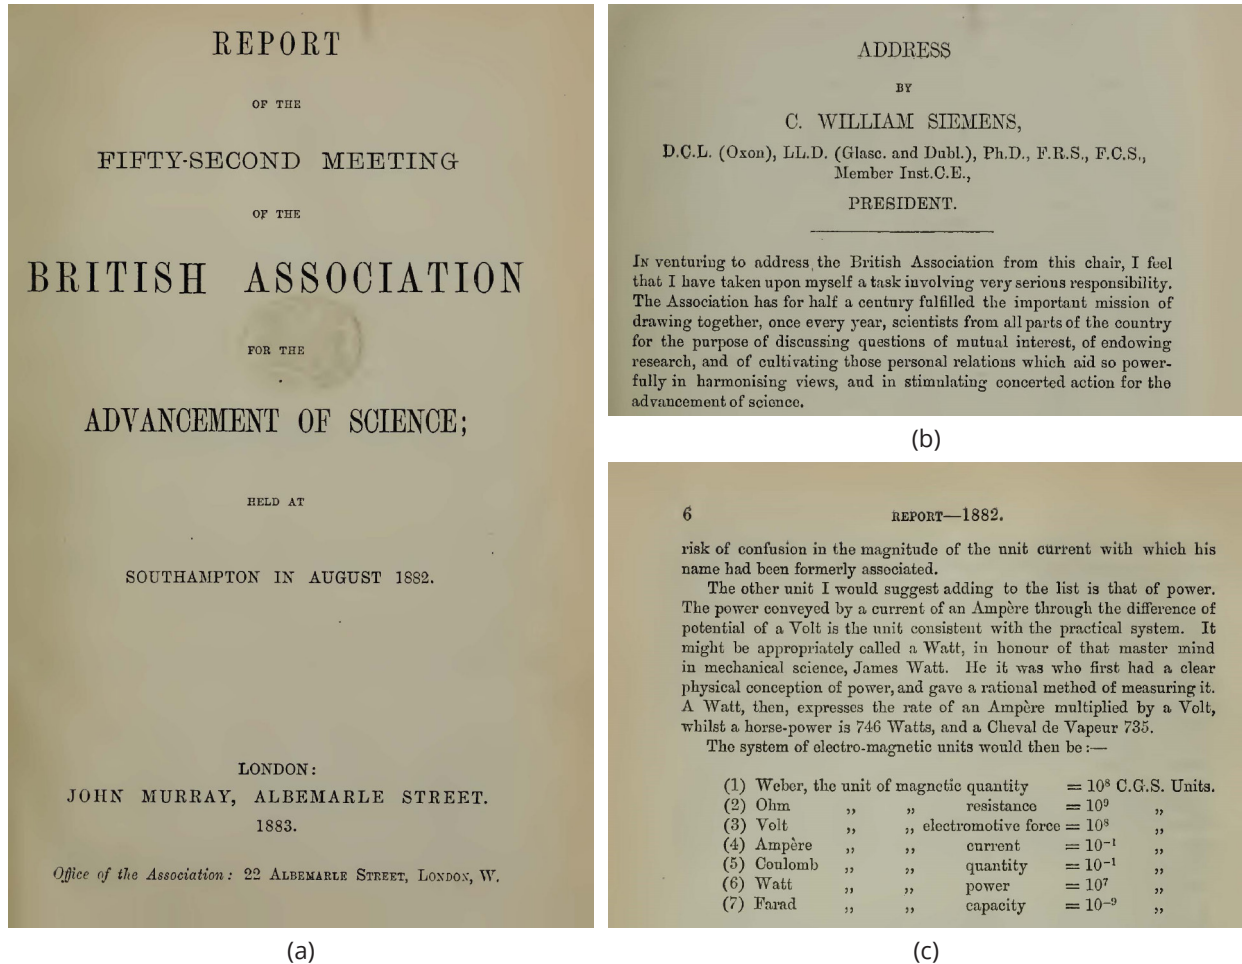 REPORT
OF THE
FIFTY-SECOND MEETING
OF THE
BRITISH ASSOCIATION
FOR THE
ADVANCEMENT OF SCIENCE;
HELD AT
SOUTHAMPTON IN AUGUST 1882.
LONDON:
JOHN MURRAY, ALBEMARLE STREET.
1883.
Office of the Association: 22 ALBEMARLE STREET, LONDON, W.
(a)
ADDRESS
BY
C. WILLIAM SIEMENS,
D.C.L. (Oxon), LL.D. (Glasc. and Dubl.), Ph.D., F.R.S., F.C.S.,
Member Inst.C.E.,
PRESIDENT.
IN venturing to address the British Association from this chair, I feel
that I have taken upon myself a task involving very serious responsibility.
The Association has for half a century fulfilled the important mission of
drawing together, once every year, scientists from all parts of the country
for the purpose of discussing questions of mutual interest, of endowing
research, and of cultivating those personal relations which aid so power-
fully in harmonising views, and in stimulating concerted action for the
advancement of science.
(b)
6 REPORT—1882.
risk of confusion in the magnitude of the unit current with which his
name had been formerly associated.
The other unit I would suggest adding to the list is that of power.
The power conveyed by a current of an Ampère through the difference of
potential of a Volt is the unit consistent with the practical system. It
might be appropriately called a Watt, in honour of that master mind
in mechanical science, James Watt. He it was who first had a clear
physical conception of power, and gave a rational method of measuring it.
A Watt, then, expresses the rate of an Ampère multiplied by a Volt,
whilst a horse-power is 746 Watts, and a Cheval de Vapeur 735.
The system of electro-magnetic units would then be:—
(1) Weber, the unit of magnetic quantity = 10⁸ C.G.S. Units.
(2) Ohm „ „ resistance = 10⁹ „
(3) Volt „ „ electromotive force = 10⁸ „
(4) Ampère „ „ current = 10⁻¹ „
(5) Coulomb „ „ quantity = 10⁻¹ „
(6) Watt „ „ power = 10⁷ „
(7) Farad „ „ capacity = 10⁻⁹ „
(c)